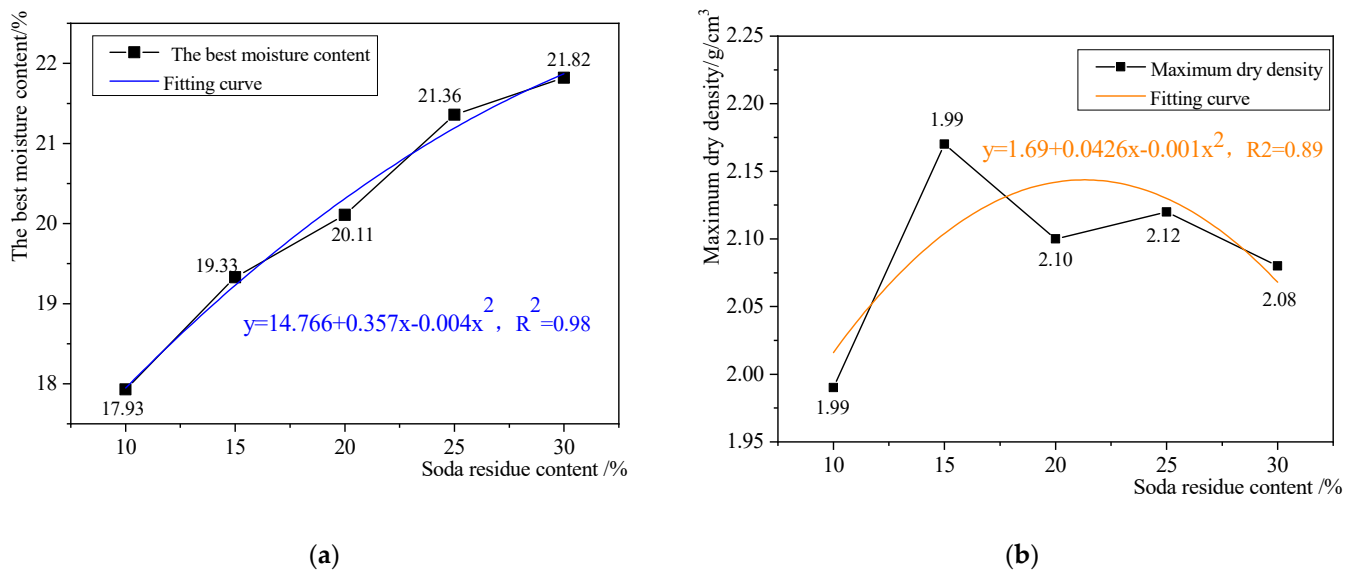 The best moisture content/%
22
21
20
19
18
The best moisture content
Fitting curve
17.93
19.33
20.11
21.36
21.82
y=14.766+0.357x-0.004x²，R²=0.98
10 15 20 25 30
Soda residue content /%
(a)
Maximum dry density/g/cm³
2.25
2.20
2.15
2.10
2.05
2.00
1.95
Maximum dry density
Fitting curve
y=1.69+0.0426x-0.001x²，R2=0.89
1.99
1.99
2.10
2.12
2.08
10 15 20 25 30
Soda residue content /%
(b)